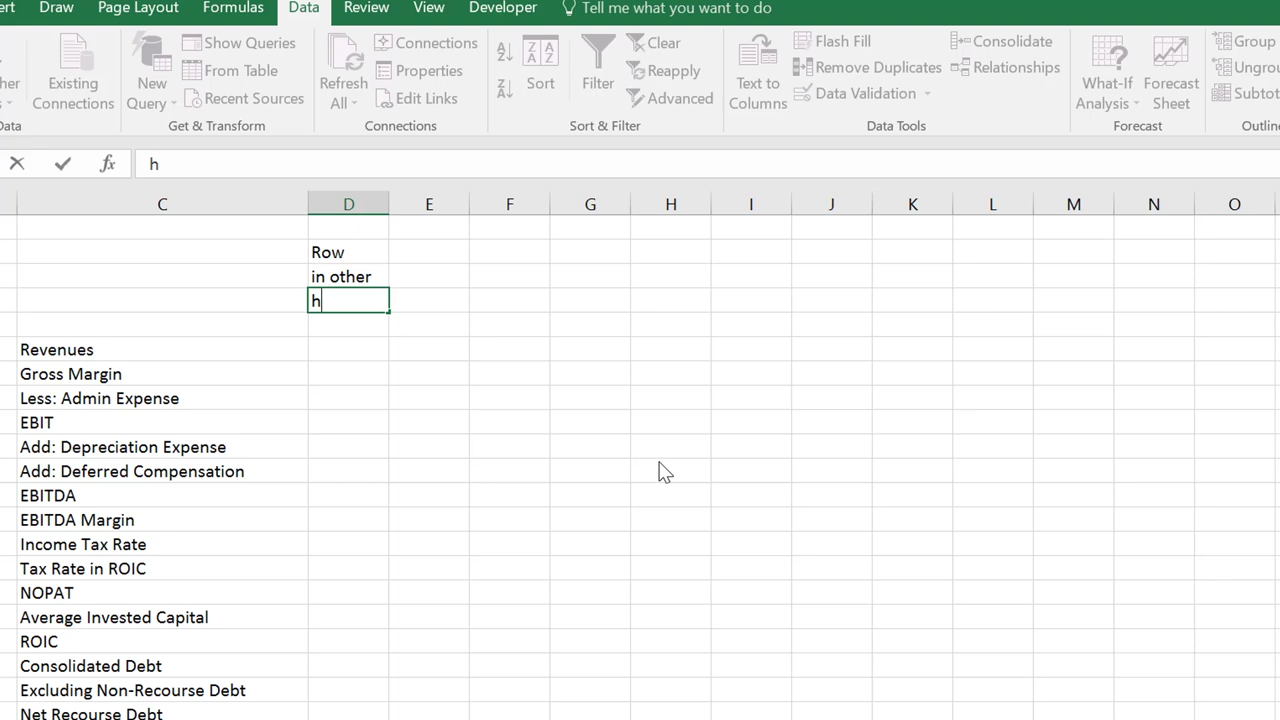 ert Draw Page Layout Formulas Data Review View Developer Tell me what you want to do
Existing Connections
Data
New Query
Show Queries
From Table
Recent Sources
Get & Transform
Refresh All
Connections
Properties
Edit Links
Connections
Sort
Filter
Clear
Reapply
Advanced
Sort & Filter
Text to Columns
Flash Fill
Remove Duplicates
Data Validation
Consolidate
Relationships
Data Tools
What-If Analysis
Forecast Sheet
Forecast
Group
Ungrou
Subtot
Outlin
fx h
C D E F G H I J K L M N O
Row
in other
h
Revenues
Gross Margin
Less: Admin Expense
EBIT
Add: Depreciation Expense
Add: Deferred Compensation
EBITDA
EBITDA Margin
Income Tax Rate
Tax Rate in ROIC
NOPAT
Average Invested Capital
ROIC
Consolidated Debt
Excluding Non-Recourse Debt
Net Recourse Debt